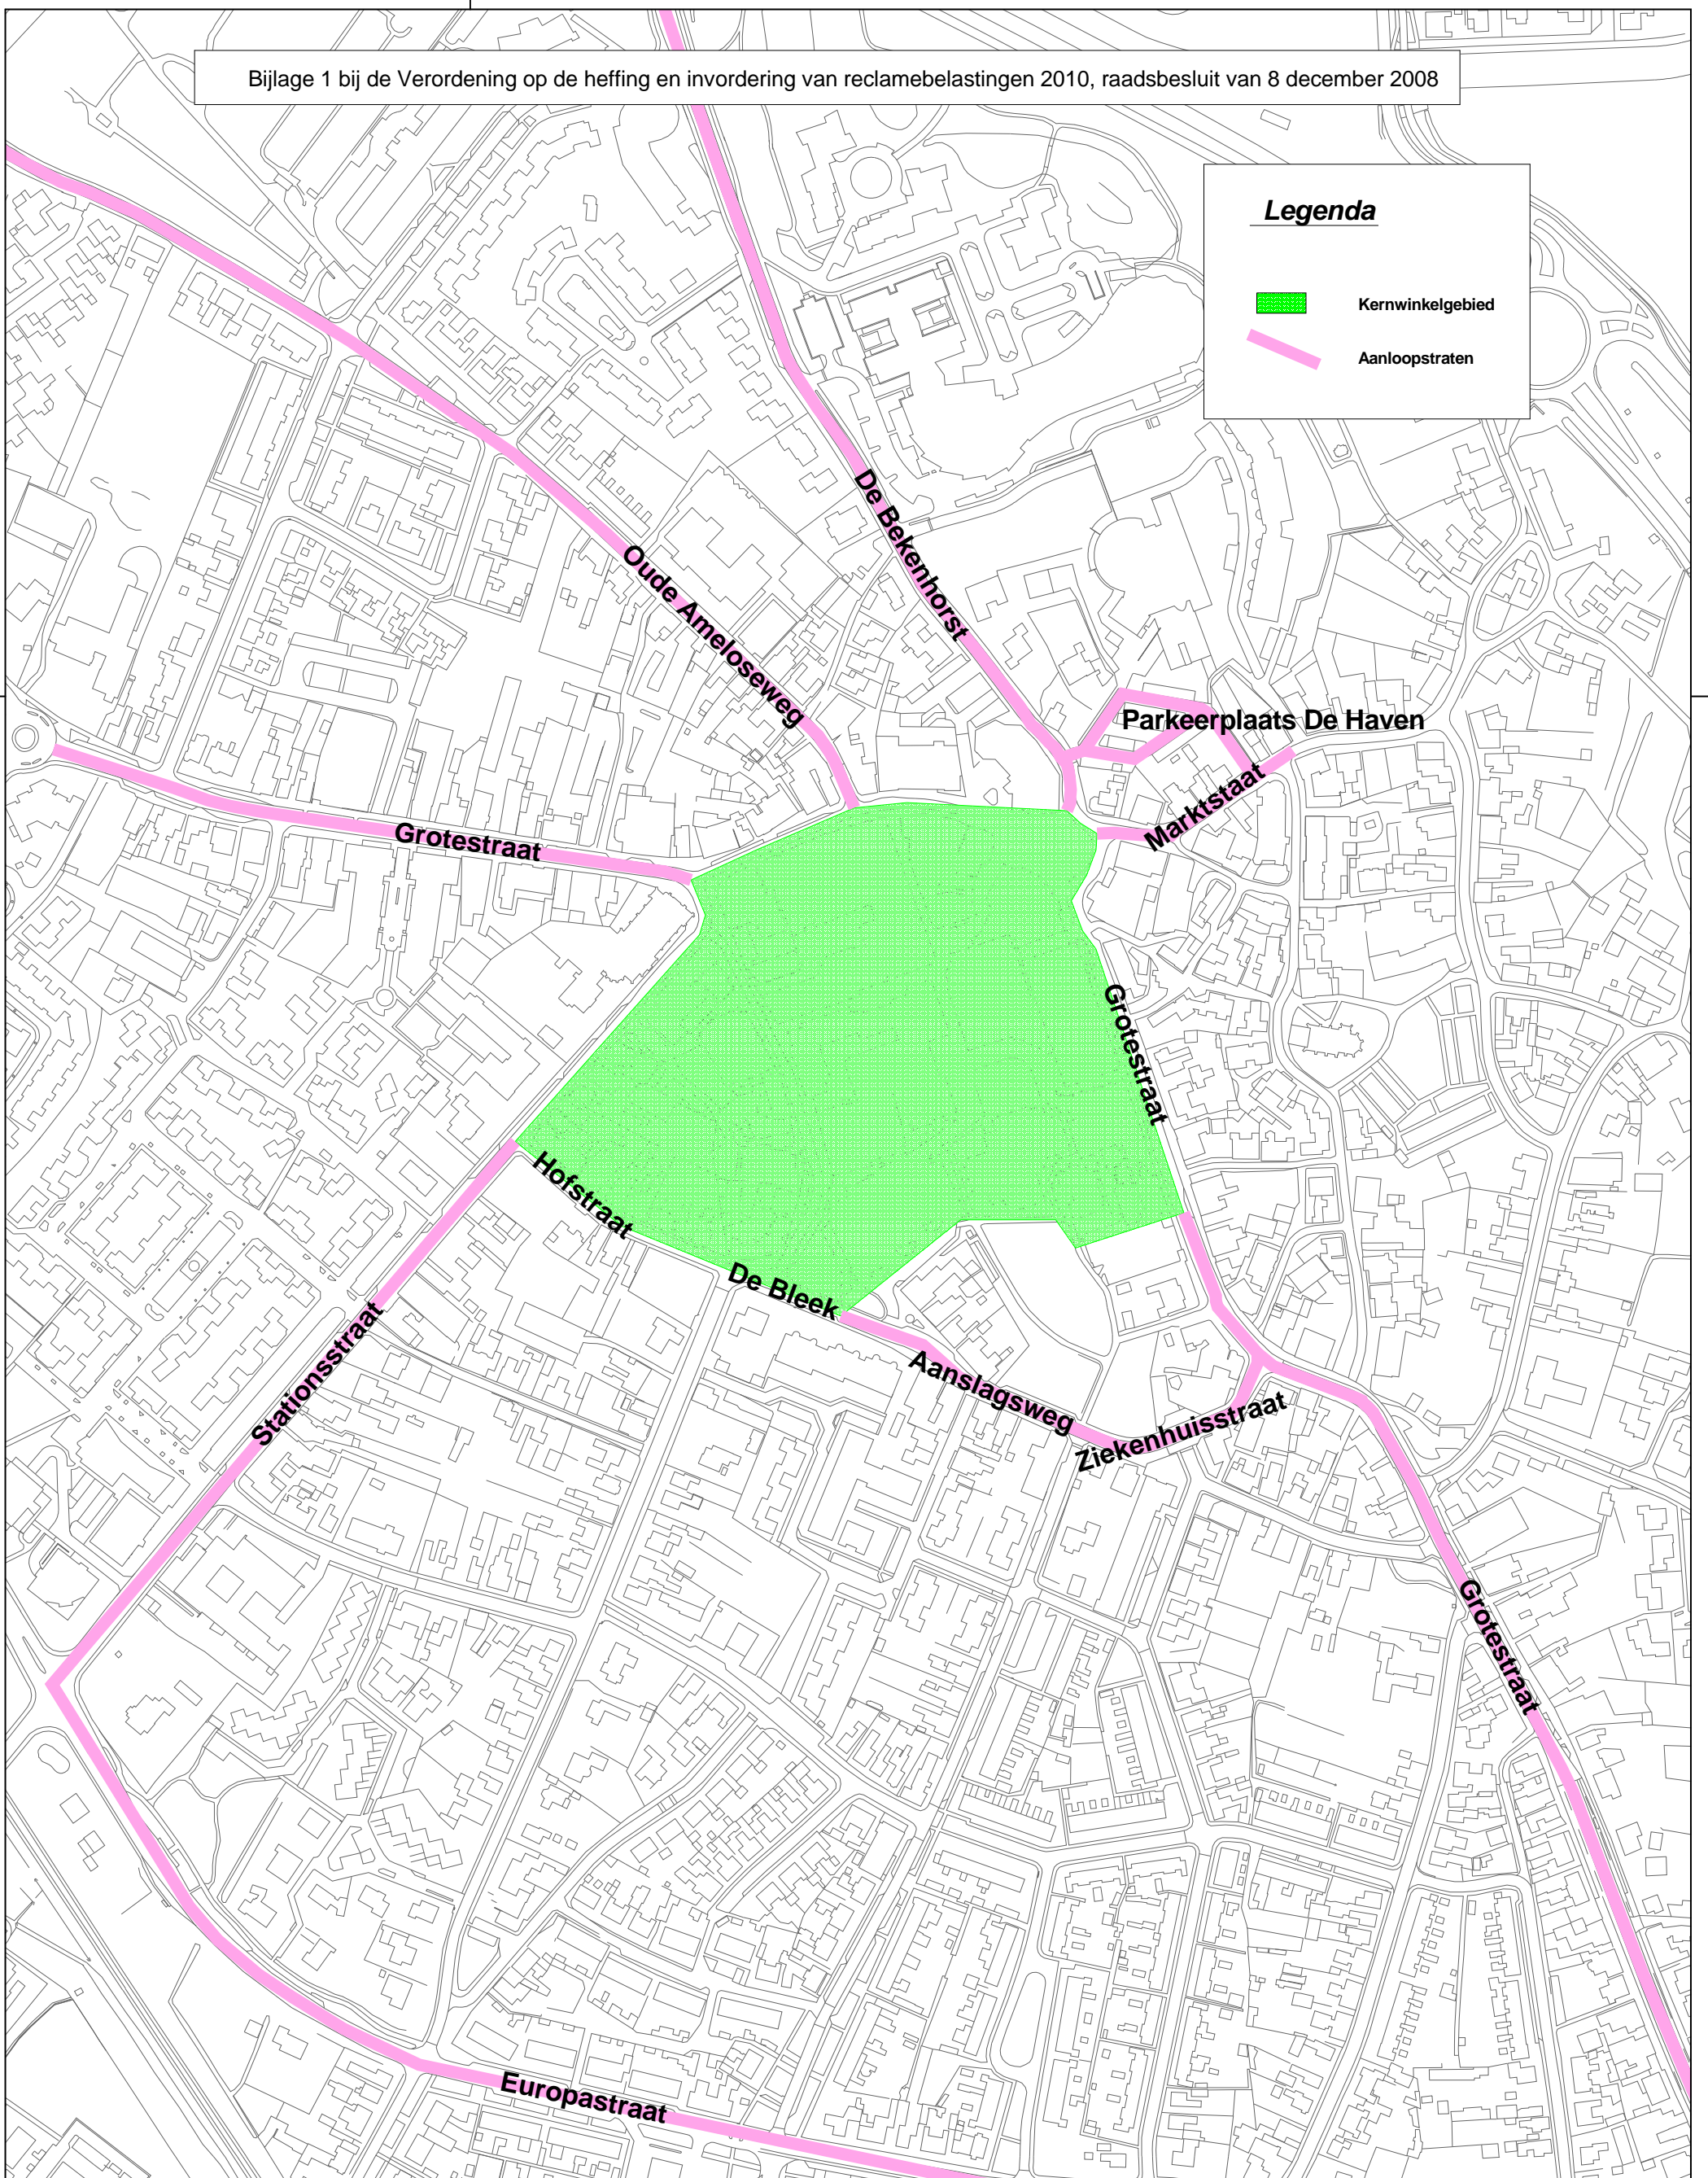 Bijlage 1 bij de Verordening op de heffing en invordering van reclamebelastingen 2010, raadsbesluit van 8 december 2008
Legenda
Kernwinkelgebied
Aanloopstraten
De Bekenhorst
Oude Ameloseweg
Parkeerplaats De Haven
Marktstaat
Grotestraat
Grotestraat
Hofstraat
De Bleek
Stationsstraat
Aanslagsweg
Ziekenhuisstraat
Grotestraat
Europastraat